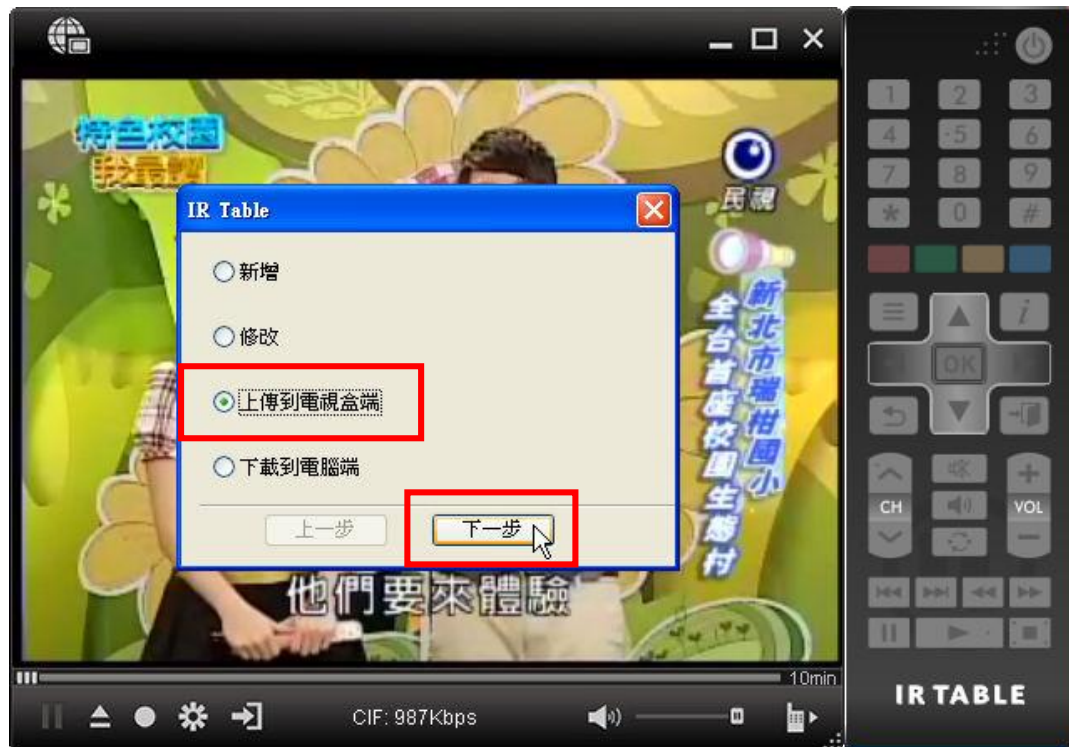 特色校園
我最讚
民視
新北市瑞柑國小
全台首座校園生態村
IR Table
新增
修改
上傳到電視盒端
下載到電腦端
上一步
下一步
他們要來體驗
10min
CIF: 987Kbps
1 2 3
4 5 6
7 8 9
* 0 #
i
OK
CH
VOL
IR TABLE